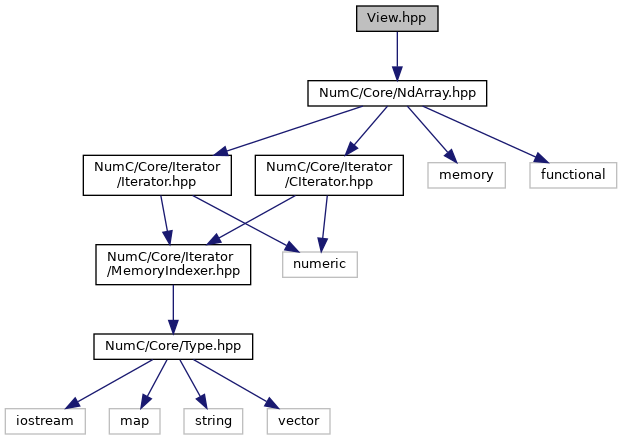 View.hpp
NumC/Core/NdArray.hpp
NumC/Core/Iterator
/Iterator.hpp
NumC/Core/Iterator
/CIterator.hpp
memory
functional
NumC/Core/Iterator
/MemoryIndexer.hpp
numeric
NumC/Core/Type.hpp
iostream
map
string
vector